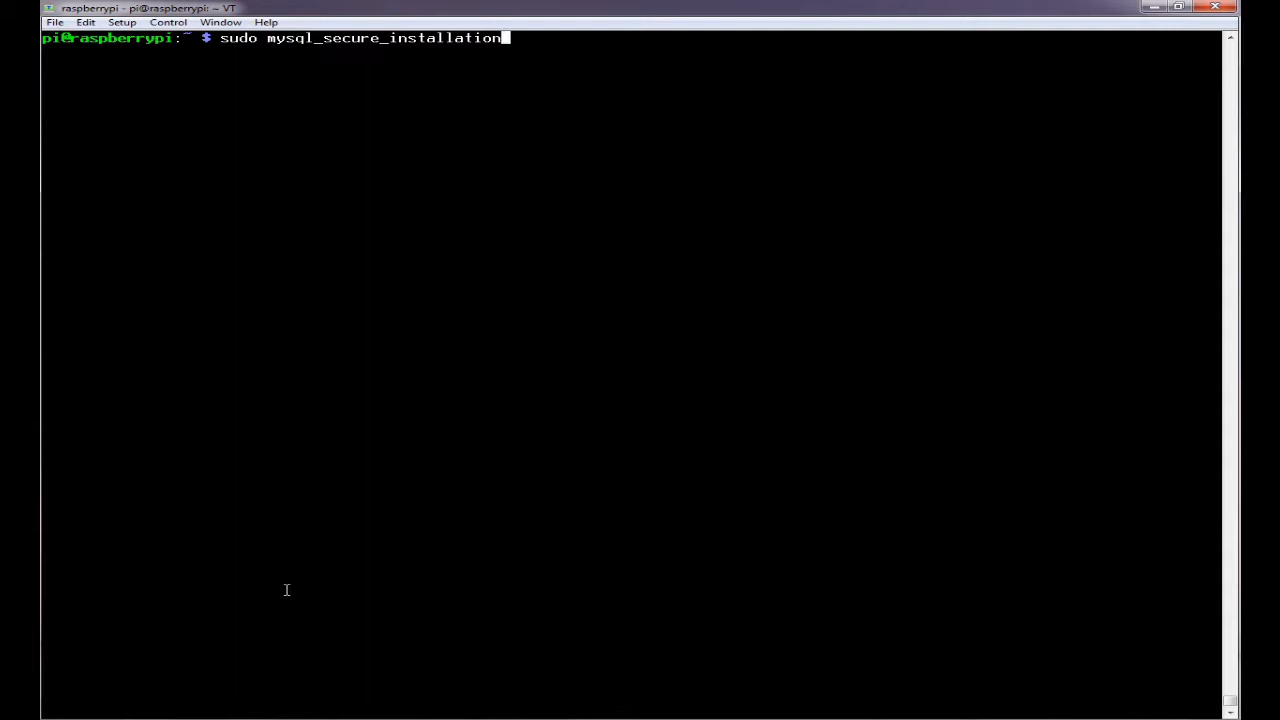 raspberrypi - pi@raspberrypi: ~ VT
File Edit Setup Control Window Help
pi@raspberrypi:~ $ sudo mysql_secure_installation